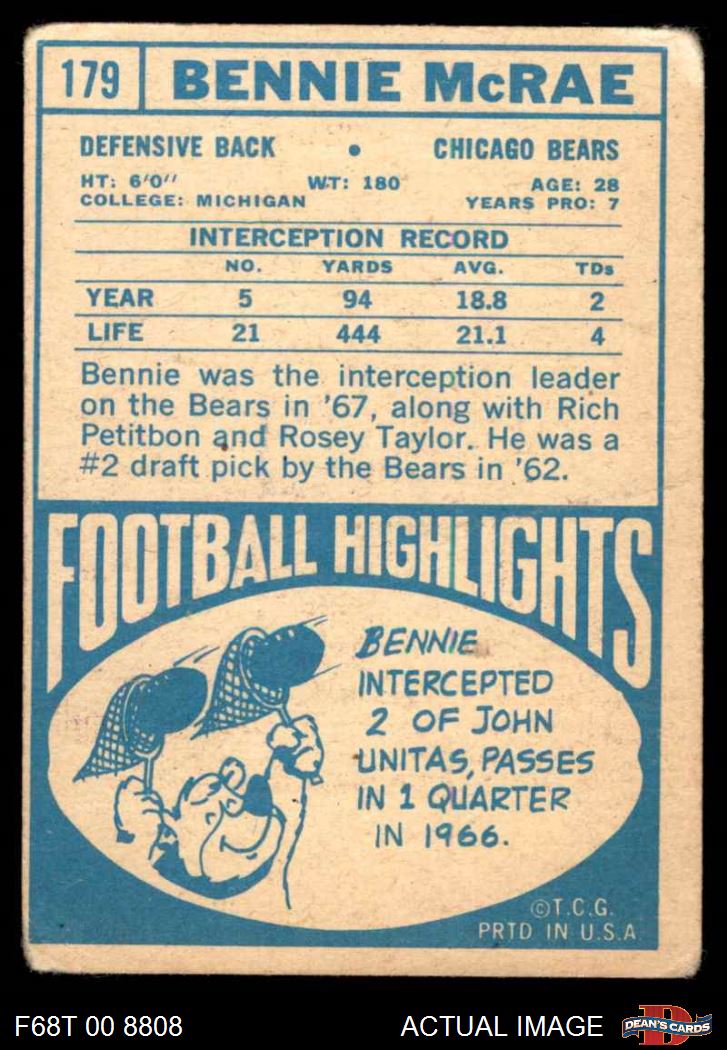 179 BENNIE McRAE
DEFENSIVE BACK • CHICAGO BEARS
HT: 6'0" WT: 180 AGE: 28
COLLEGE: MICHIGAN YEARS PRO: 7
INTERCEPTION RECORD
NO. YARDS AVG. TDs
YEAR 5 94 18.8 2
LIFE 21 444 21.1 4
Bennie was the interception leader
on the Bears in '67, along with Rich
Petitbon and Rosey Taylor. He was a
#2 draft pick by the Bears in '62.
FOOTBALL HIGHLIGHTS
BENNIE
INTERCEPTED
2 OF JOHN
UNITAS, PASSES
IN 1 QUARTER
IN 1966.
©T.C.G.
PRTD IN U.S.A
F68T 00 8808 ACTUAL IMAGE D DEAN'S CARDS